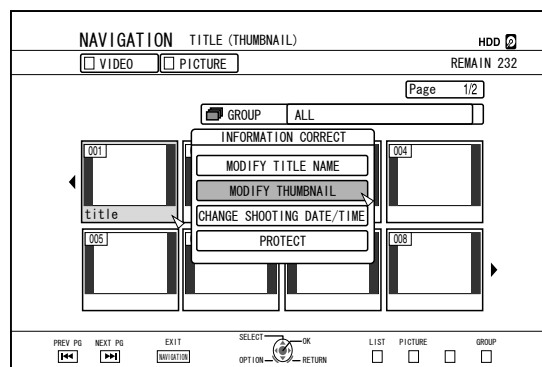 NAVIGATION TITLE (THUMBNAIL) HDD
VIDEO PICTURE REMAIN 232
Page 1/2
GROUP ALL
INFORMATION CORRECT
001 004
MODIFY TITLE NAME
MODIFY THUMBNAIL
title CHANGE SHOOTING DATE/TIME
005 PROTECT 008
PREV PG NEXT PG EXIT SELECT OK LIST PICTURE GROUP
NAVIGATION OPTION RETURN